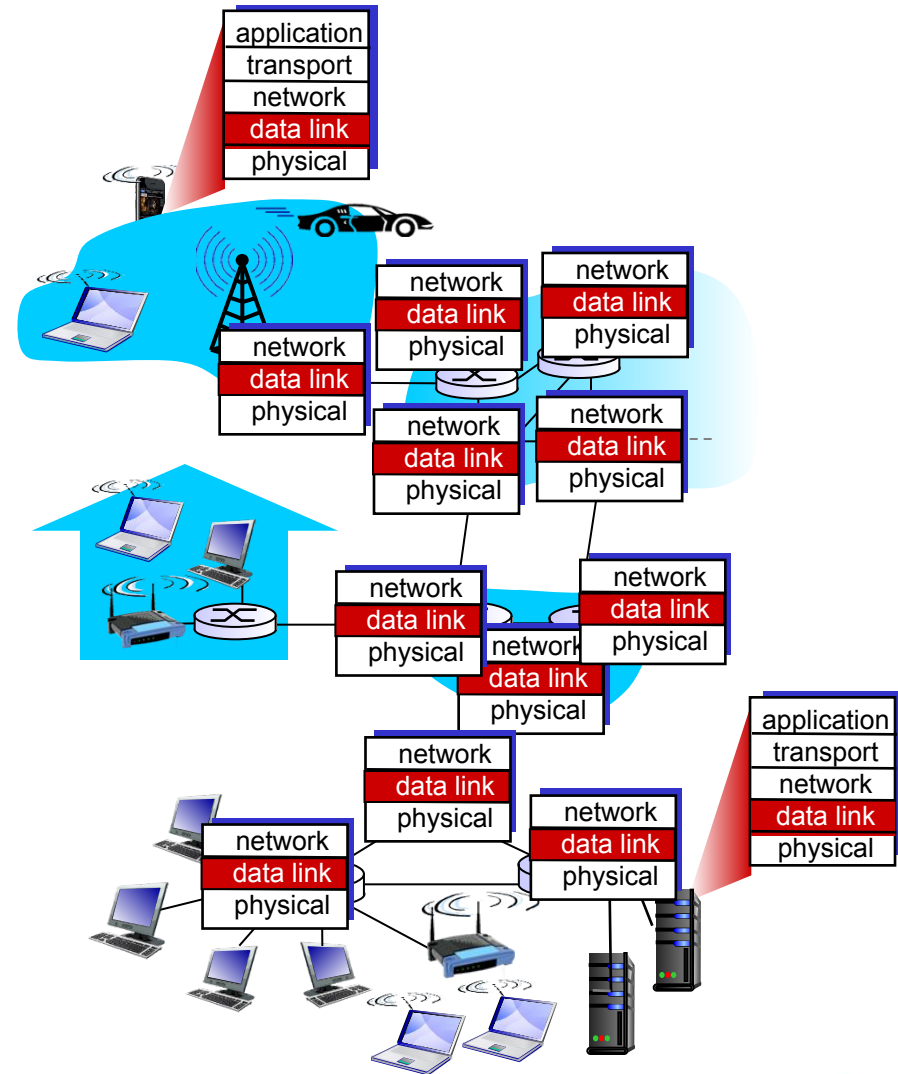 application
transport
network
data link
physical
network
data link
physical
network
data link
physical
network
data link
physical
network
data link
physical
network
data link
physical
network
data link
physical
network
data link
physical
network
data link
physical
network
data link
physical
network
data link
physical
network
data link
physical
application
transport
network
data link
physical